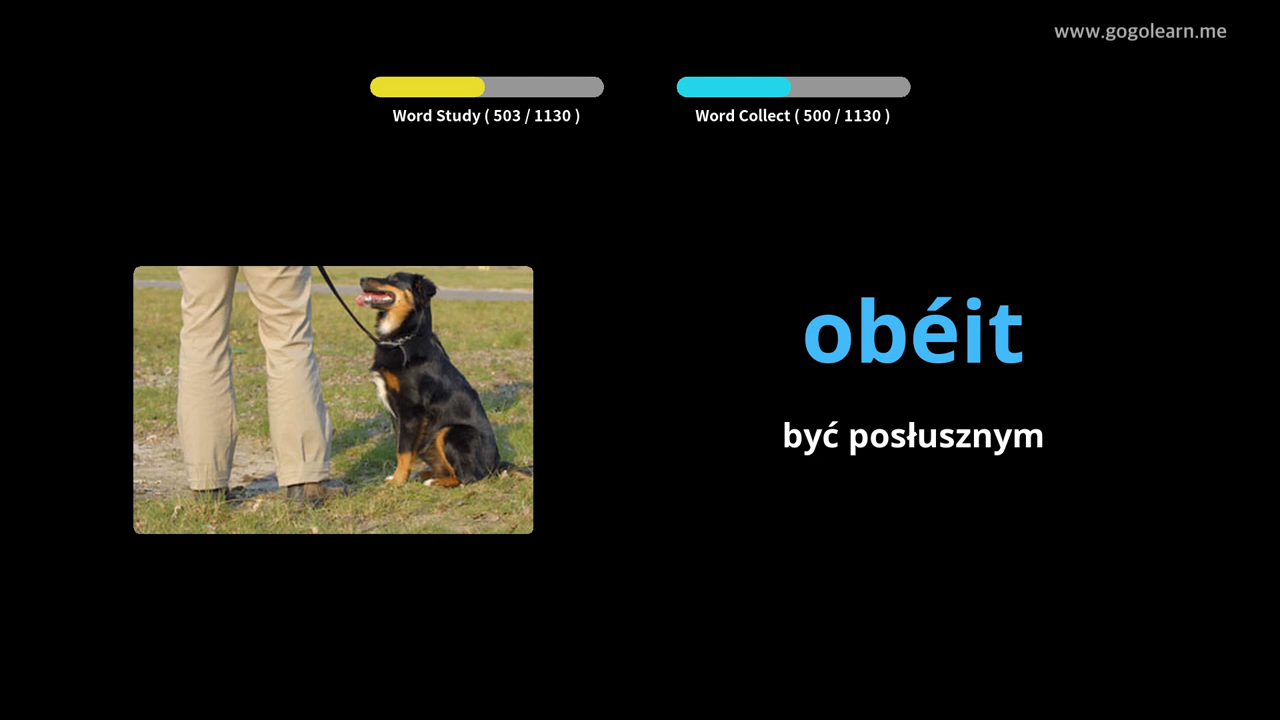 www.gogolearn.me
Word Study ( 503 / 1130 )
Word Collect ( 500 / 1130 )
obéit
być posłusznym